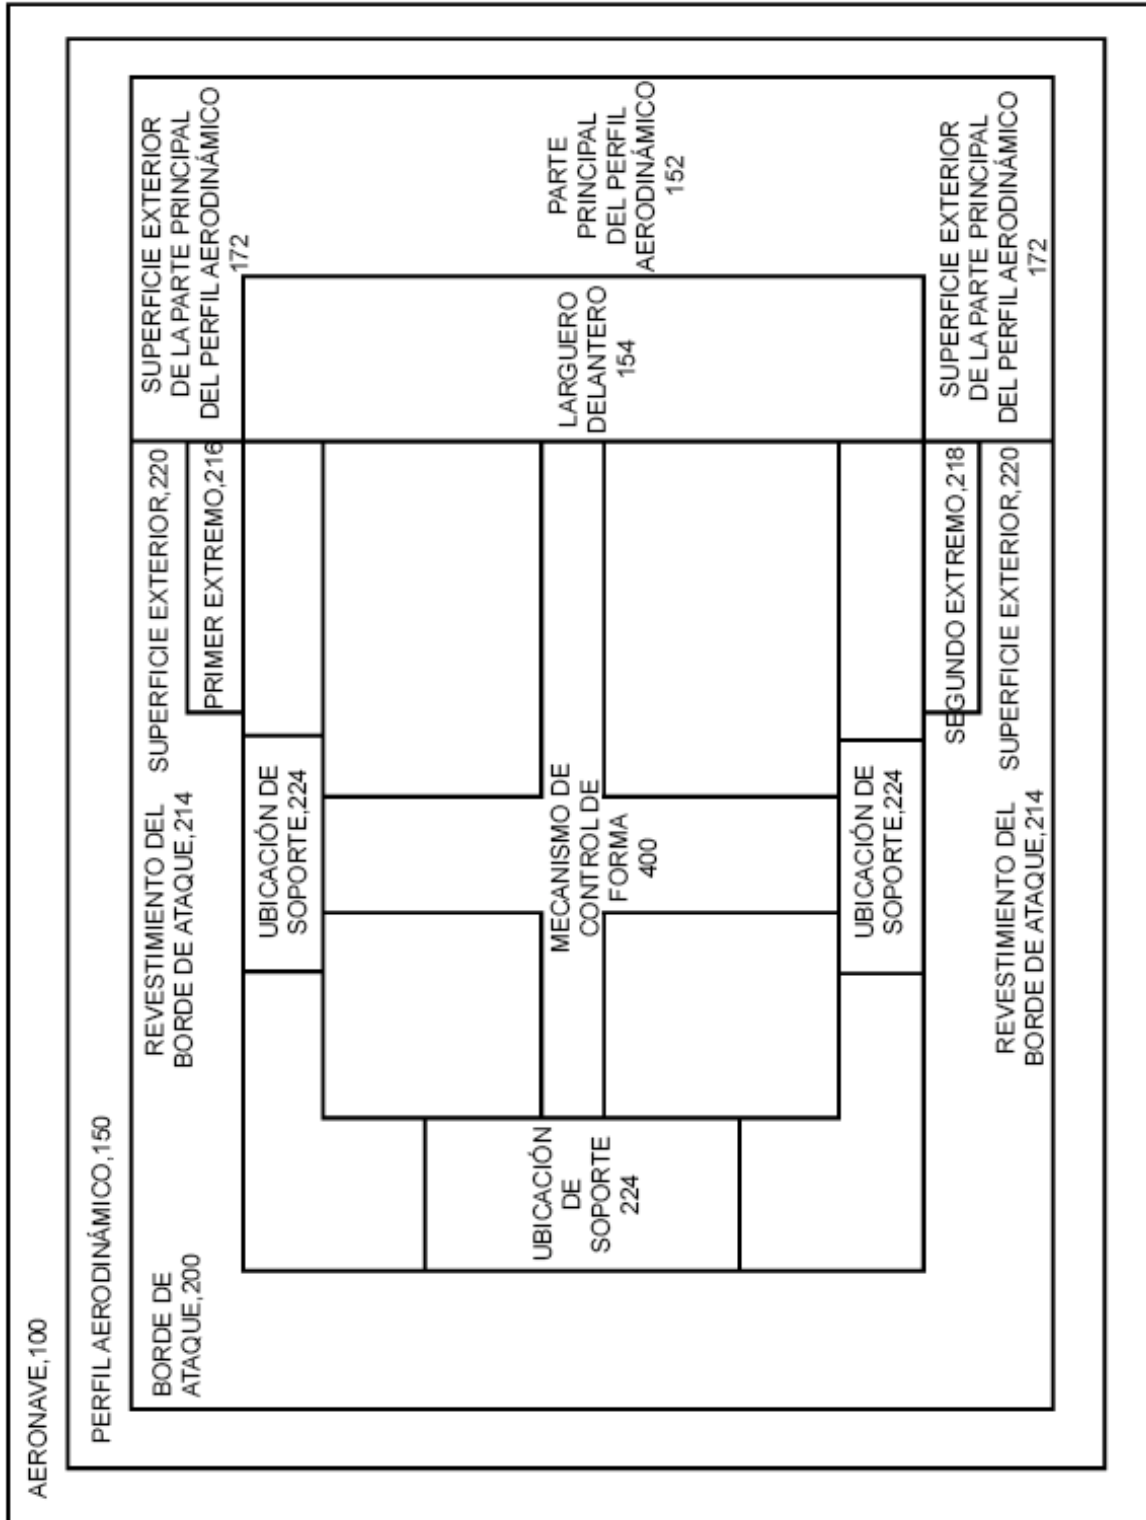 AERONAVE,100
PERFIL AERODINÁMICO,150
BORDE DE
ATAQUE,200
REVESTIMIENTO DEL
BORDE DE ATAQUE,214
SUPERFICIE EXTERIOR,220
PRIMER EXTREMO,216
SUPERFICIE EXTERIOR
DE LA PARTE PRINCIPAL
DEL PERFIL AERODINÁMICO
172
UBICACIÓN DE
SOPORTE,224
UBICACIÓN
DE
SOPORTE
224
MECANISMO DE
CONTROL DE
FORMA
400
LARGUERO
DELANTERO
154
PARTE
PRINCIPAL
DEL PERFIL
AERODINÁMICO
152
UBICACIÓN DE
SOPORTE,224
SEGUNDO EXTREMO,218
SUPERFICIE EXTERIOR,220
REVESTIMIENTO DEL
BORDE DE ATAQUE,214
SUPERFICIE EXTERIOR
DE LA PARTE PRINCIPAL
DEL PERFIL AERODINÁMICO
172